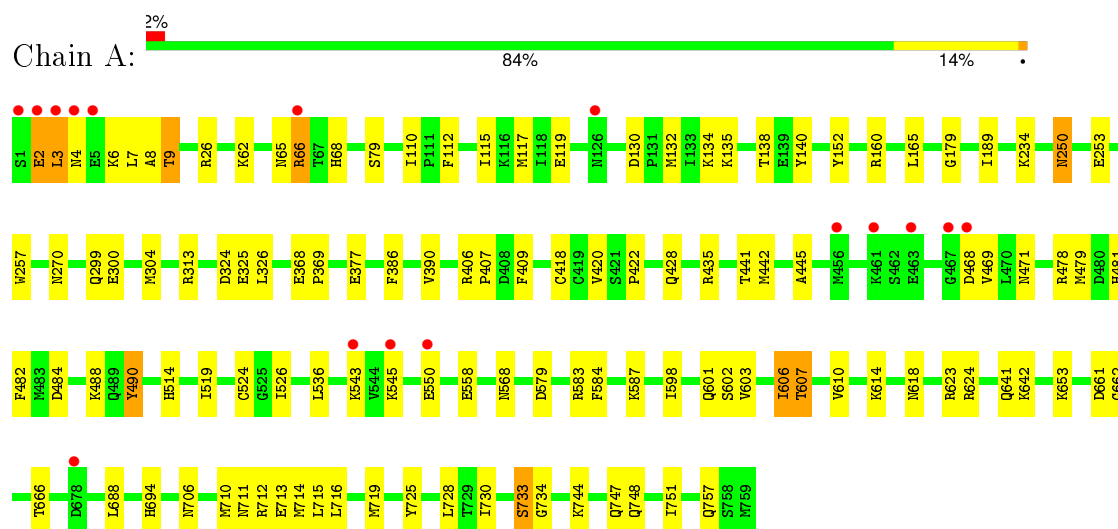 2%
Chain A:
84% 14% •
S1 E2 L3 N4 E5 K6 L7 A8 T9 R26 K62 N65 R66 T67 H68 S79 I110 P111 F112 I115 K116 M117 I118 E119 N126 D130 P131 M132 I133 K134 K135 T138 E139 Y140 Y152 R160 L165 G179 I189 K234 N250 E253
W257 N270 Q299 E300 M304 R313 D324 E325 L326 E368 P369 E377 F386 V390 R406 P407 D408 F409 C418 C419 V420 S421 P422 Q428 R435 T441 M442 A445 M456 K461 S462 E463 G467 D468 V469 L470 N471 R478 M479 D480 H481
F482 M483 D484 K488 Q489 Y490 H514 I519 C524 G525 I526 L536 K543 V544 K545 E550 E558 N568 D579 R583 F584 K587 I598 Q601 S602 V603 I606 T607 V610 K614 N618 R623 R624 Q641 K642 K653 D661 G662
T666 D678 L688 H694 N706 M710 N711 R712 E713 M714 L715 L716 M719 Y725 L728 T729 I730 S733 G734 K744 Q747 Q748 I751 Q757 S758 M759